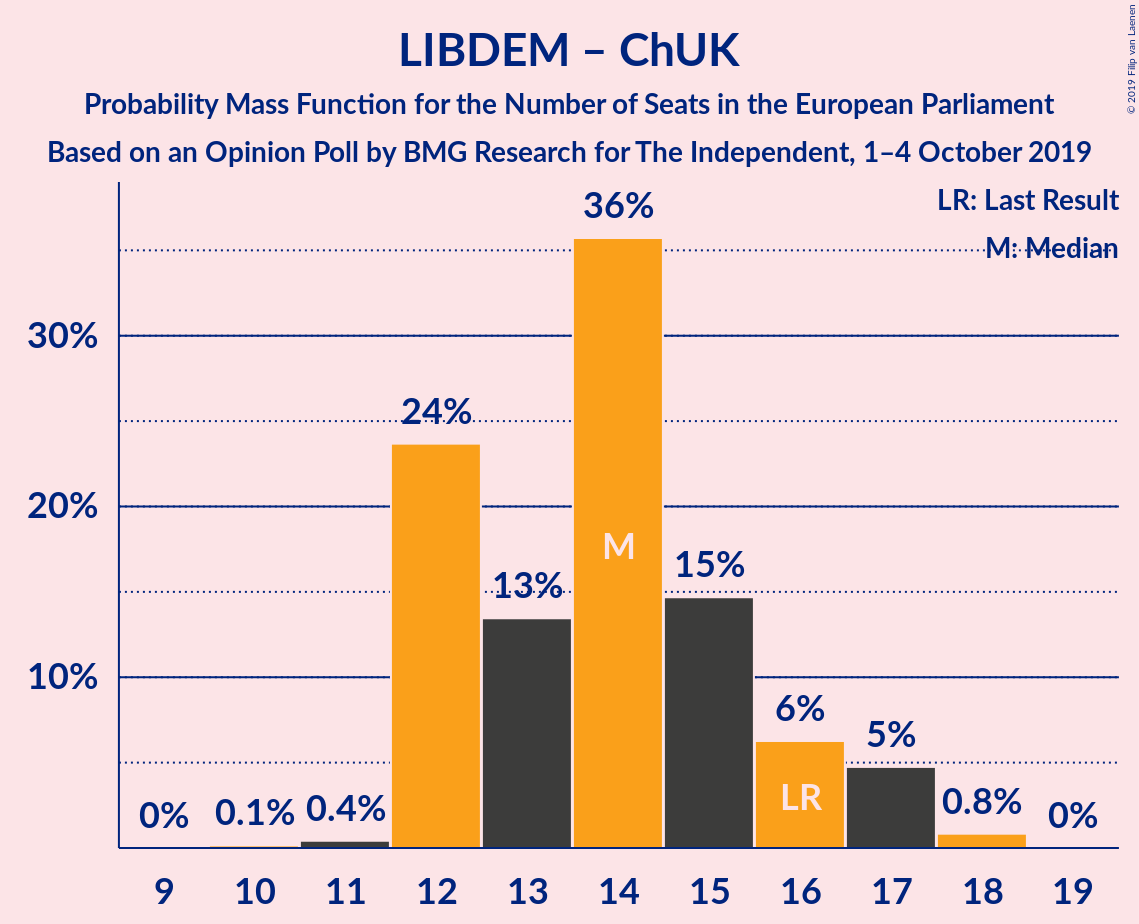 LIBDEM – ChUK
Probability Mass Function for the Number of Seats in the European Parliament
Based on an Opinion Poll by BMG Research for The Independent, 1–4 October 2019
© 2019 Filip van Laenen
LR: Last Result
M: Median
36%
30%
24%
20%
M
15%
13%
10%
6%
5%
LR
0%
0.1%
0.4%
0.8%
0%
9 10 11 12 13 14 15 16 17 18 19